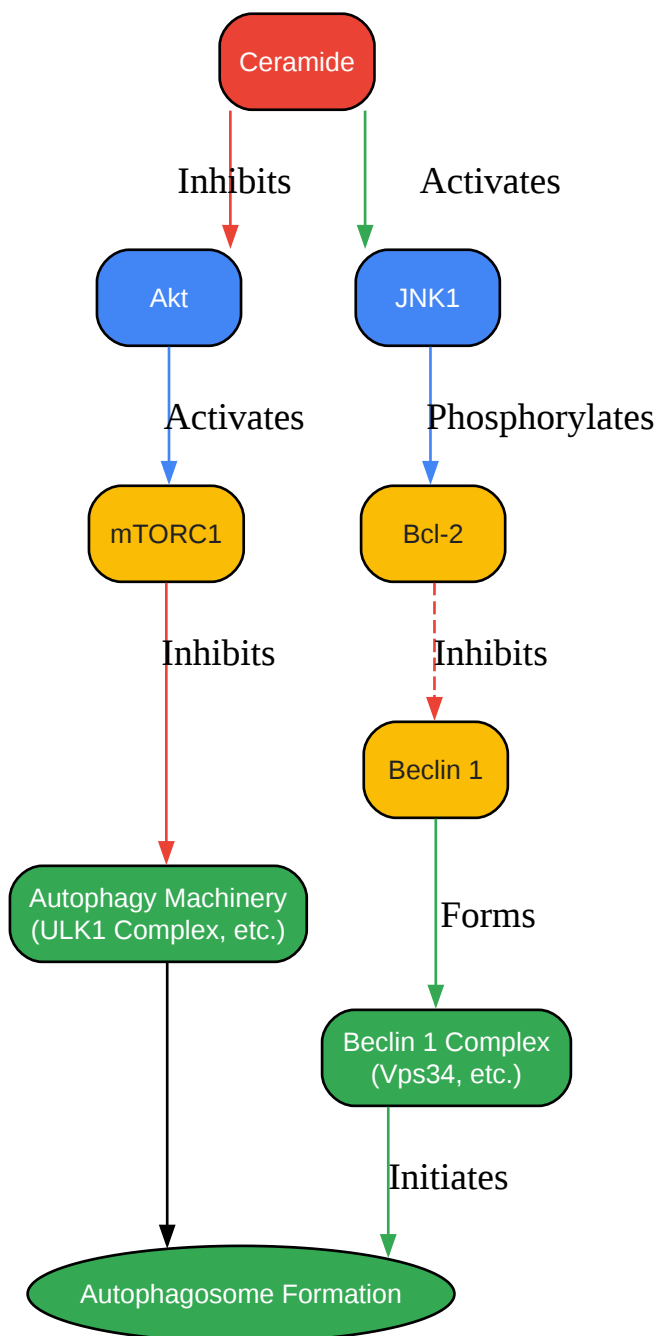 Ceramide
Inhibits
Activates
Akt
JNK1
Activates
Phosphorylates
mTORC1
Bcl-2
Inhibits
Inhibits
Beclin 1
Autophagy Machinery
(ULK1 Complex, etc.)
Forms
Beclin 1 Complex
(Vps34, etc.)
Initiates
Autophagosome Formation